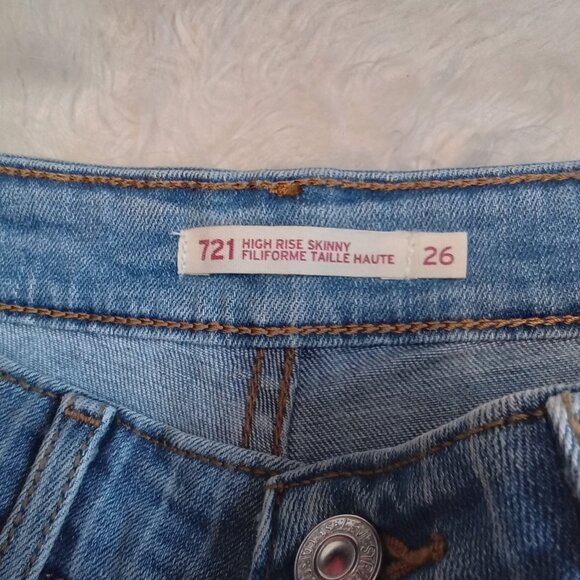 721 HIGH RISE SKINNY 26
FILIFORME TAILLE HAUTE